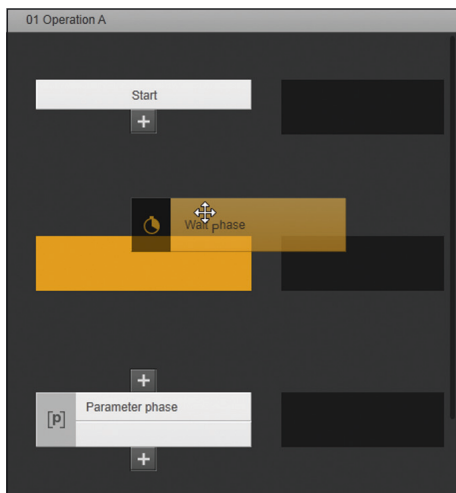 01 Operation A
Start
+
Wait phase
+
[p] Parameter phase
+